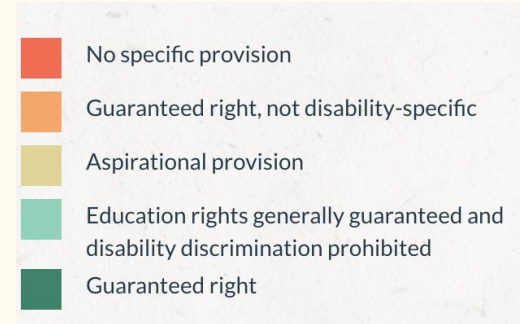 No specific provision
Guaranteed right, not disability-specific
Aspirational provision
Education rights generally guaranteed and
disability discrimination prohibited
Guaranteed right